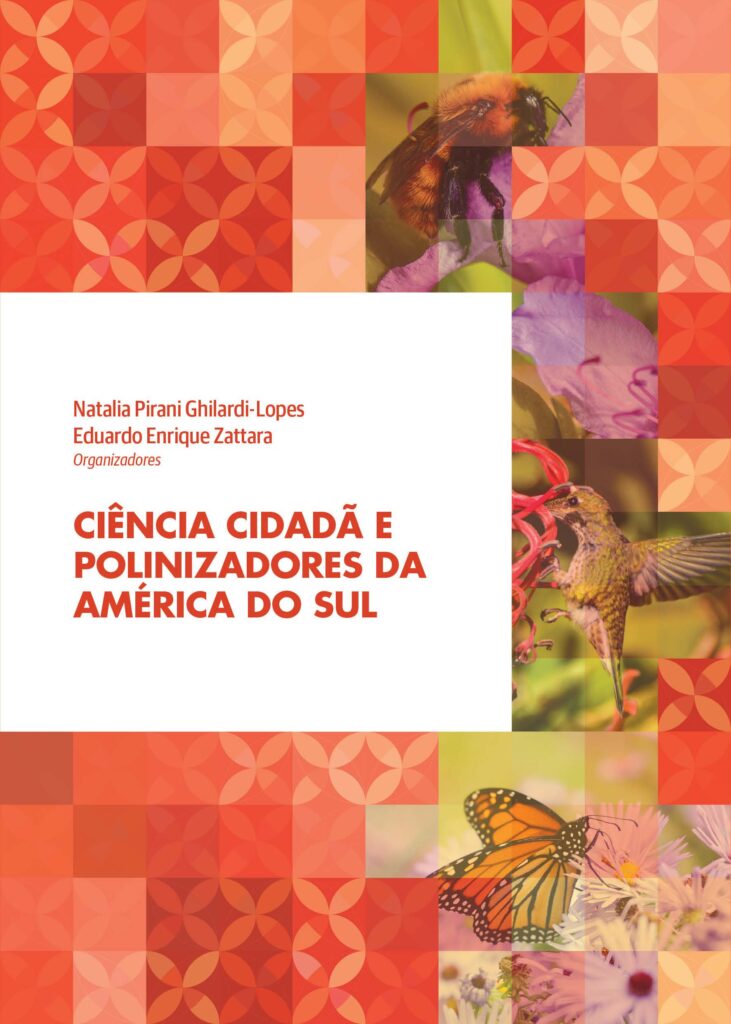 Natalia Pirani Ghilardi-Lopes
Eduardo Enrique Zattara
Organizadores
CIÊNCIA CIDADÃ E
POLINIZADORES DA
AMÉRICA DO SUL